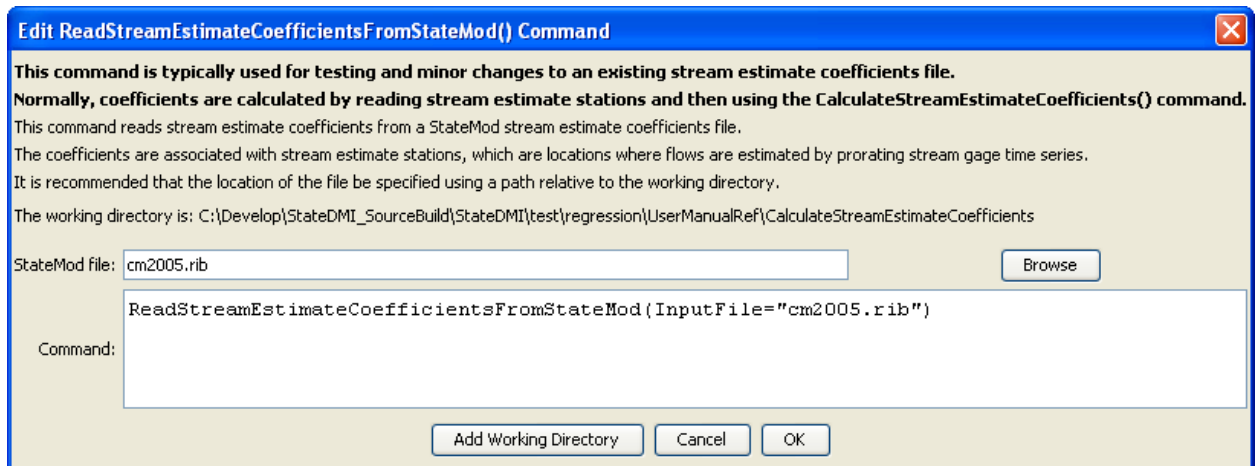 Edit ReadStreamEstimateCoefficientsFromStateMod() Command
This command is typically used for testing and minor changes to an existing stream estimate coefficients file.
Normally, coefficients are calculated by reading stream estimate stations and then using the CalculateStreamEstimateCoefficients() command.
This command reads stream estimate coefficients from a StateMod stream estimate coefficients file.
The coefficients are associated with stream estimate stations, which are locations where flows are estimated by prorating stream gage time series.
It is recommended that the location of the file be specified using a path relative to the working directory.
The working directory is: C:\Develop\StateDMI_SourceBuild\StateDMI\test\regression\UserManualRef\CalculateStreamEstimateCoefficients
StateMod file: cm2005.rib Browse
ReadStreamEstimateCoefficientsFromStateMod(InputFile="cm2005.rib")
Command:
Add Working Directory Cancel OK